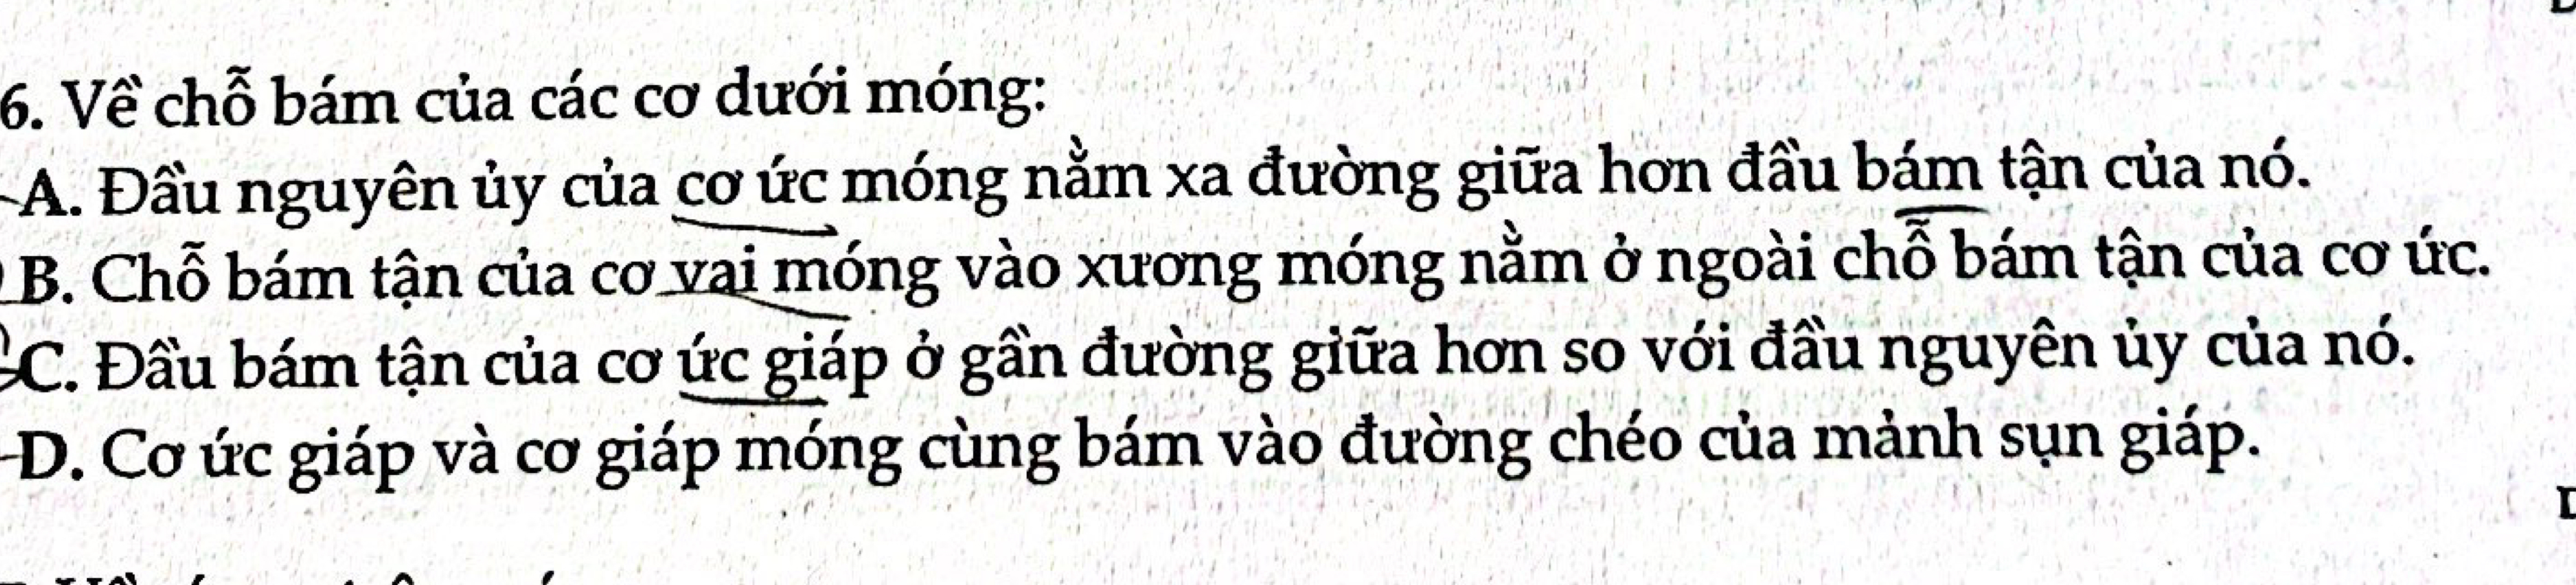 6. Về chỗ bám của các cơ dưới móng:
A. Đầu nguyên ủy của cơ ức móng nằm xa đường giữa hơn đầu bám tận của nó.
B. Chỗ bám tận của cơ vai móng vào xương móng nằm ở ngoài chỗ bám tận của cơ ức.
C. Đầu bám tận của cơ ức giáp ở gần đường giữa hơn so với đầu nguyên ủy của nó.
D. Cơ ức giáp và cơ giáp móng cùng bám vào đường chéo của mảnh sụn giáp.